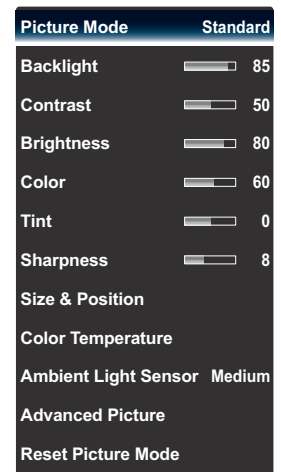 Picture Mode Standard
Backlight 85
Contrast 50
Brightness 80
Color 60
Tint 0
Sharpness 8
Size & Position
Color Temperature
Ambient Light Sensor Medium
Advanced Picture
Reset Picture Mode